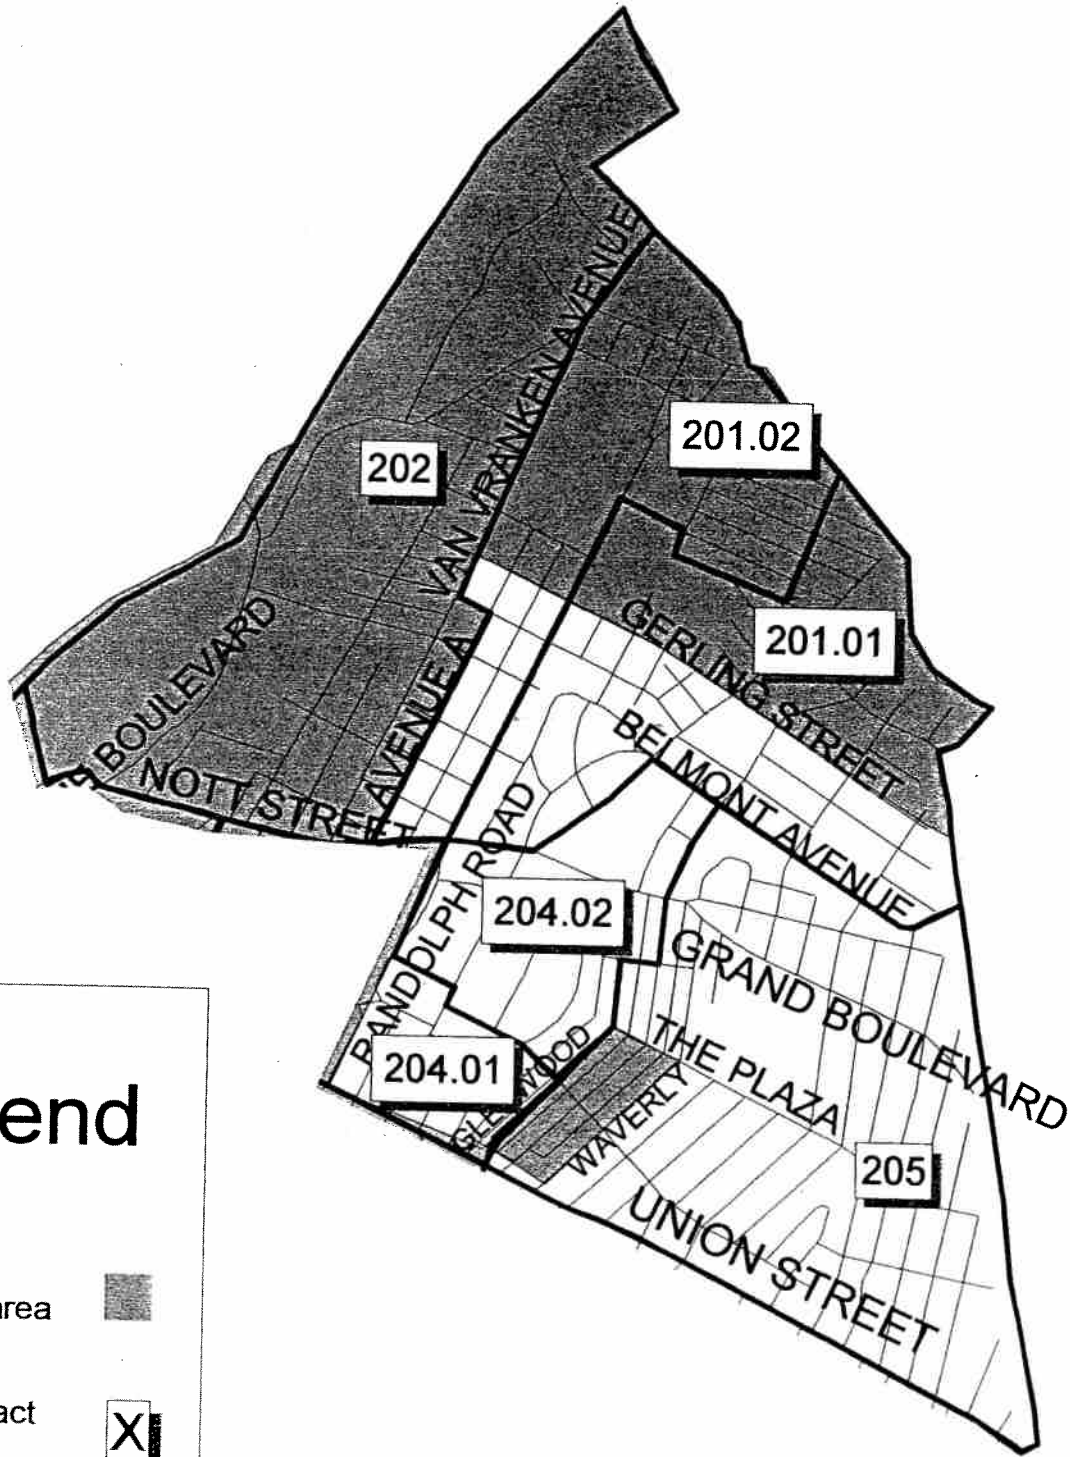 VAN VRANKEN AVENUE
201.02
202
GERLING STREET
201.01
BOULEVARD
AVENUE A
BELMONT AVENUE
NOTT STREET
RANDOLPH ROAD
204.02
GRAND BOULEVARD
THE PLAZA
204.01
GLENWOOD
WAVERLY
205
UNION STREET
end
area
act
X